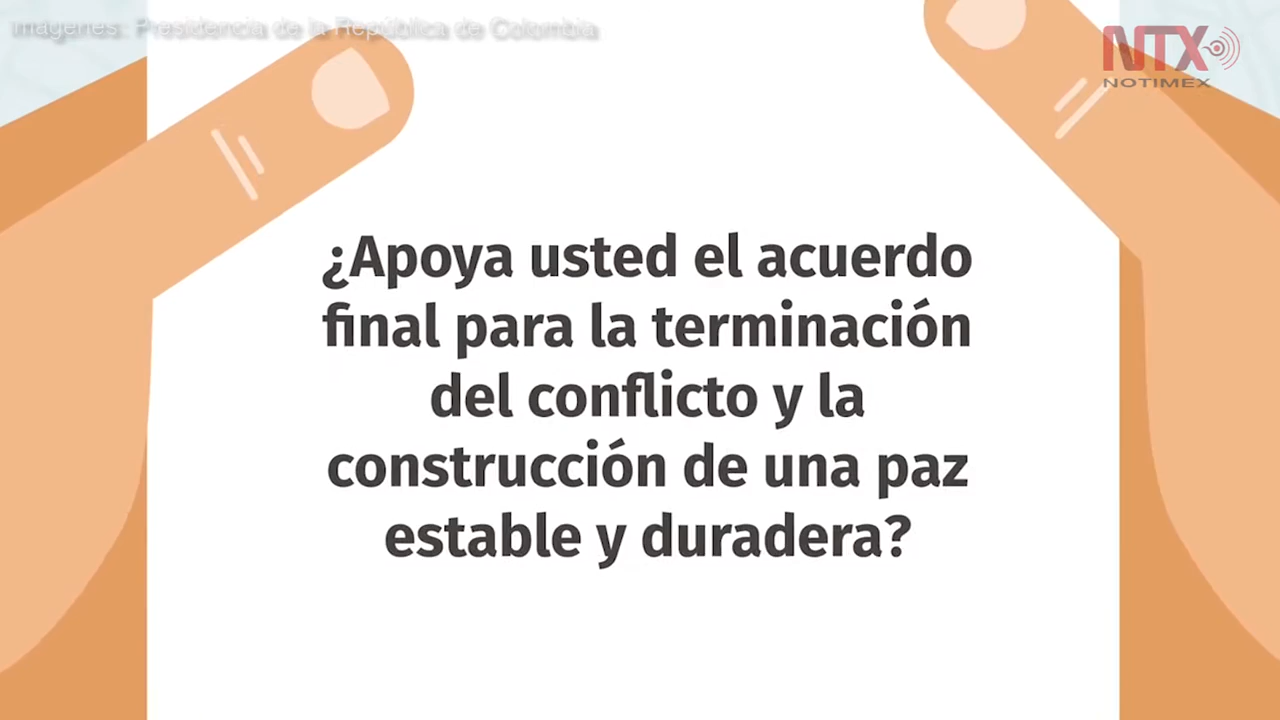 Imágenes: Presidencia de la República de Colombia
NTX
NOTIMEX
¿Apoya usted el acuerdo
final para la terminación
del conflicto y la
construcción de una paz
estable y duradera?